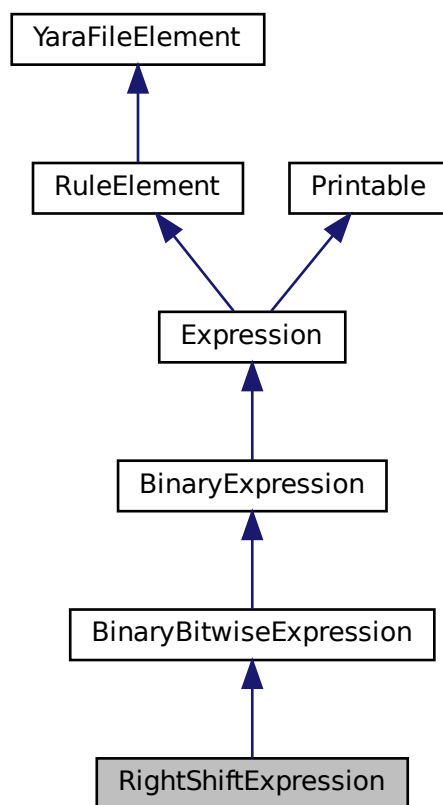 YaraFileElement
RuleElement
Printable
Expression
BinaryExpression
BinaryBitwiseExpression
RightShiftExpression